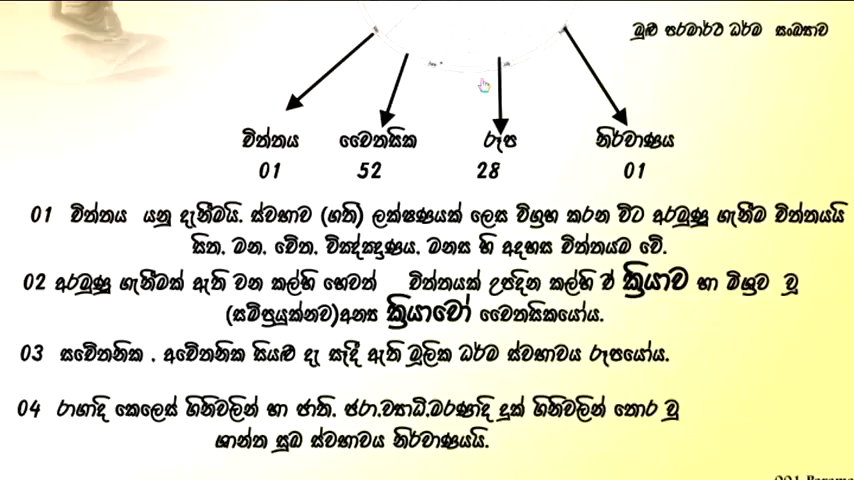 මූළු පරමාර්ථ ධර්ම සංඛ්‍යාව
චිත්තය චෛතසික රූප නිර්වාණය
01 52 28 01
01 චිත්තය යනු දැනීමයි. ස්වභාව (ගති) ලක්ෂණයක් ලෙස විග්‍රහ කරන විට අරමුණු ගැනීම චිත්තයයි
සිත, මන, චේත, විඤ්ඤණය, මනස හි අදහස චිත්තයම වේ.
02 අරමුණු ගැනීමක් ඇති වන කල්හි හෙවත් චිත්තයක් උපදින කල්හි ඒ ක්‍රියාව හා මිශ්‍රව වූ
(සම්ප්‍රයුක්තව)අන්‍ය ක්‍රියාවෝ චෛතසිකයෝය.
03 සචේතනික , අචේතනික සියළු දෑ සෑදී ඇති මූලික ධර්ම ස්වභාවය රූපයෝය.
04 රාගාදි කෙලෙස් ගිනිවලින් හා ජාති, ජරා,ව්‍යාධි,මරණාදි දුක් ගිනිවලින් තොර වූ
ශාන්ත සුඛ ස්වභාවය නිර්වාණයයි.